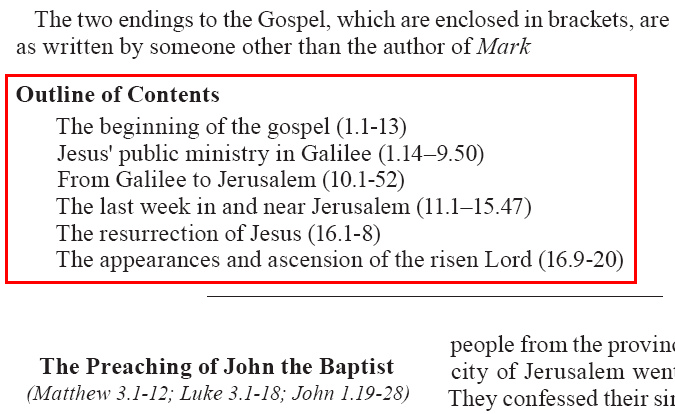 The two endings to the Gospel, which are enclosed in brackets, are
as written by someone other than the author of Mark
Outline of Contents
The beginning of the gospel (1.1-13)
Jesus' public ministry in Galilee (1.14–9.50)
From Galilee to Jerusalem (10.1-52)
The last week in and near Jerusalem (11.1–15.47)
The resurrection of Jesus (16.1-8)
The appearances and ascension of the risen Lord (16.9-20)
The Preaching of John the Baptist
(Matthew 3.1-12; Luke 3.1-18; John 1.19-28)
people from the
city of Jerusalem went
They confessed their